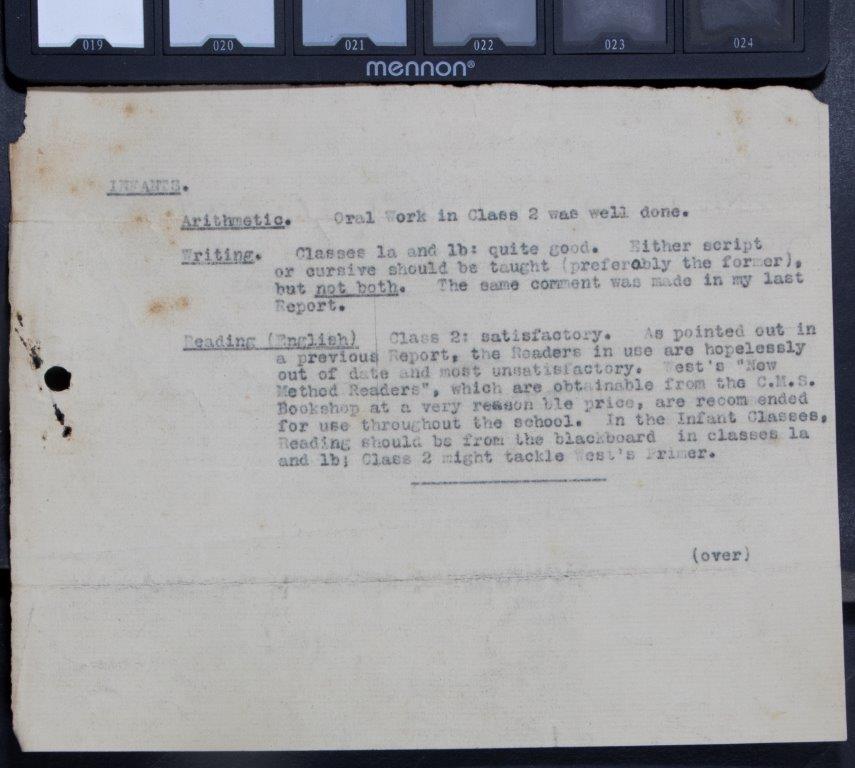 019 020 021 022 023 024
mennon®
INFANTS.
Arithmetic. Oral Work in Class 2 was well done.
Writing. Classes 1a and 1b: quite good. Either script
or cursive should be taught (preferably the former),
but not both. The same comment was made in my last
Report.
Reading (English) Class 2: satisfactory. As pointed out in
a previous Report, the Readers in use are hopelessly
out of date and most unsatisfactory. West's "New
Method Readers", which are obtainable from the C.M.S.
Bookshop at a very reason ble price, are recom ended
for use throughout the school. In the Infant Classes,
Reading should be from the blackboard in classes 1a
and 1b; Class 2 might tackle West's Primer.
(over)